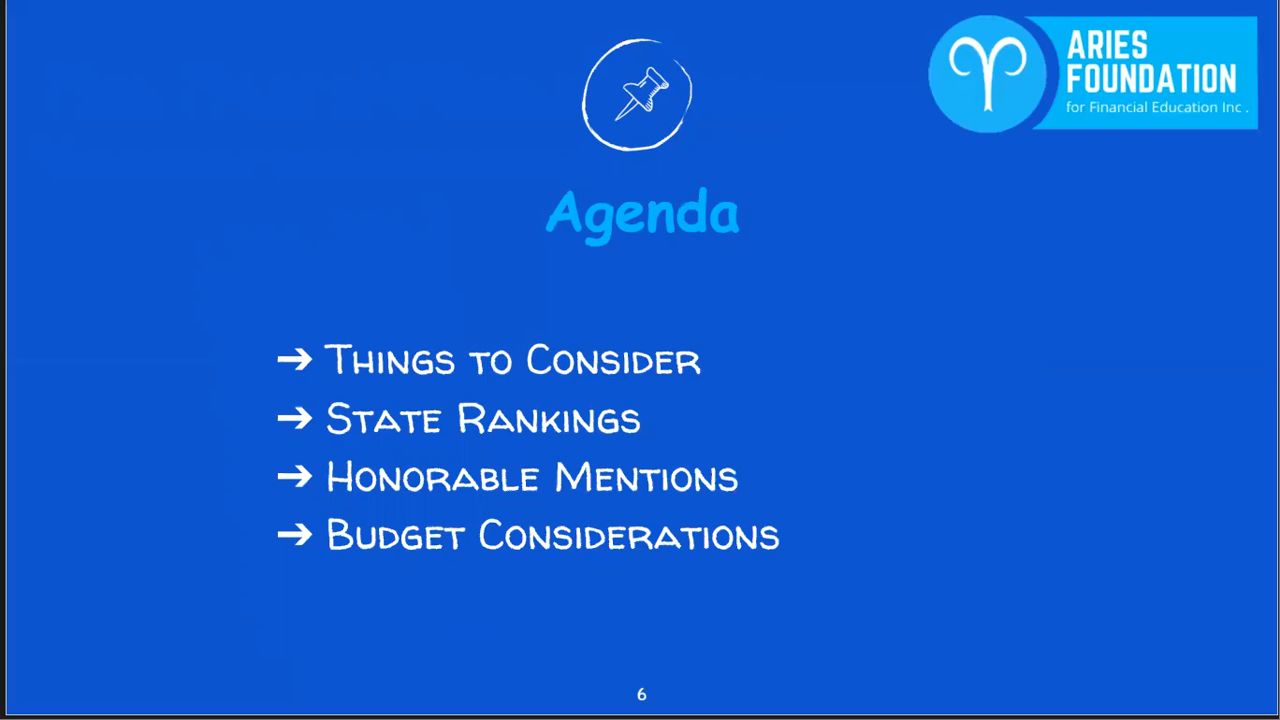 ARIES
FOUNDATION
for Financial Education Inc .
Agenda
➔ Things to Consider
➔ State Rankings
➔ Honorable Mentions
➔ Budget Considerations
6